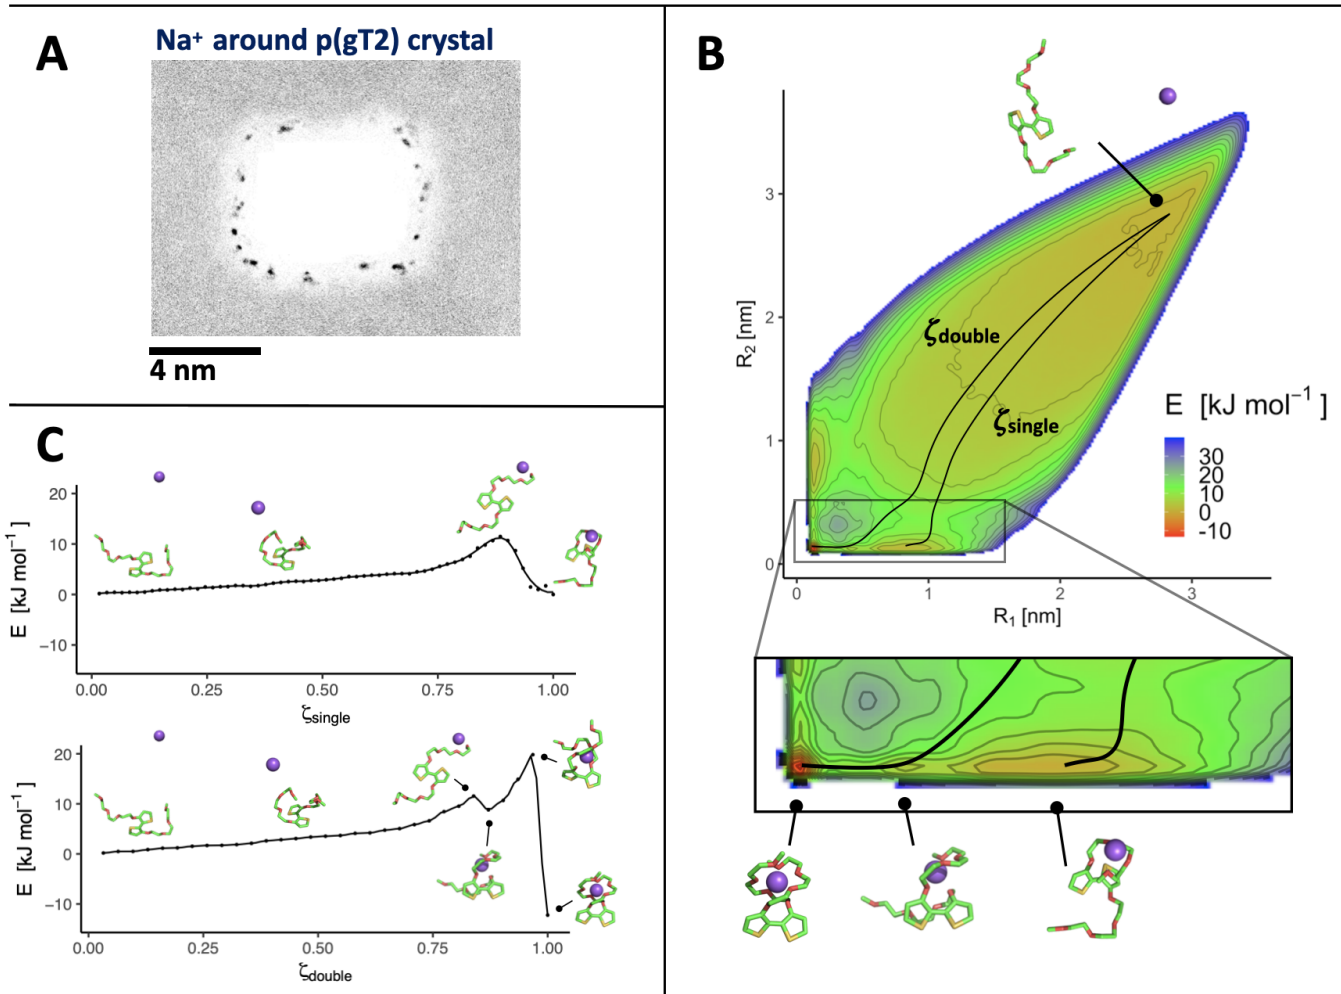 A
Na⁺ around p(gT2) crystal
4 nm
B
R₂ [nm]
3
2
1
0
ζdouble
ζsingle
E [kJ mol⁻¹]
30
20
10
0
-10
0 1 2 3
R₁ [nm]
C
E [kJ mol⁻¹]
20
10
0
−10
0.00 0.25 0.50 0.75 1.00
ζsingle
E [kJ mol⁻¹]
20
10
0
−10
0.00 0.25 0.50 0.75 1.00
ζdouble